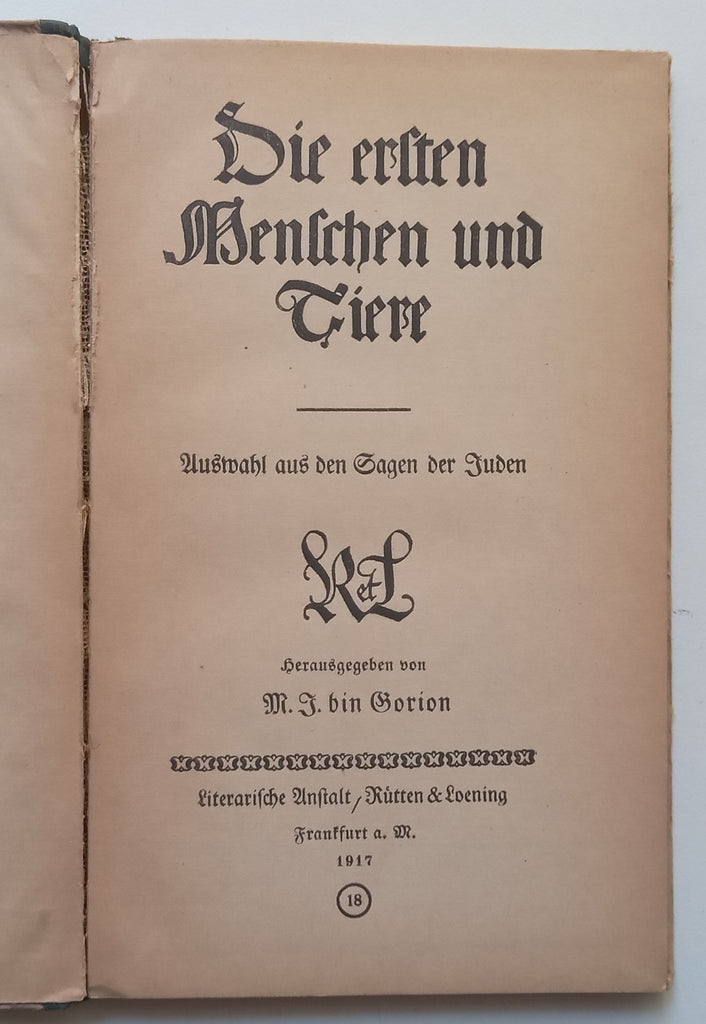 Die ersten
Menschen und
Tiere
Auswahl aus den Sagen der Juden
R et L
Herausgegeben von
M. J. bin Gorion
Literarische Anstalt / Rütten & Loening
Frankfurt a. M.
1917
18